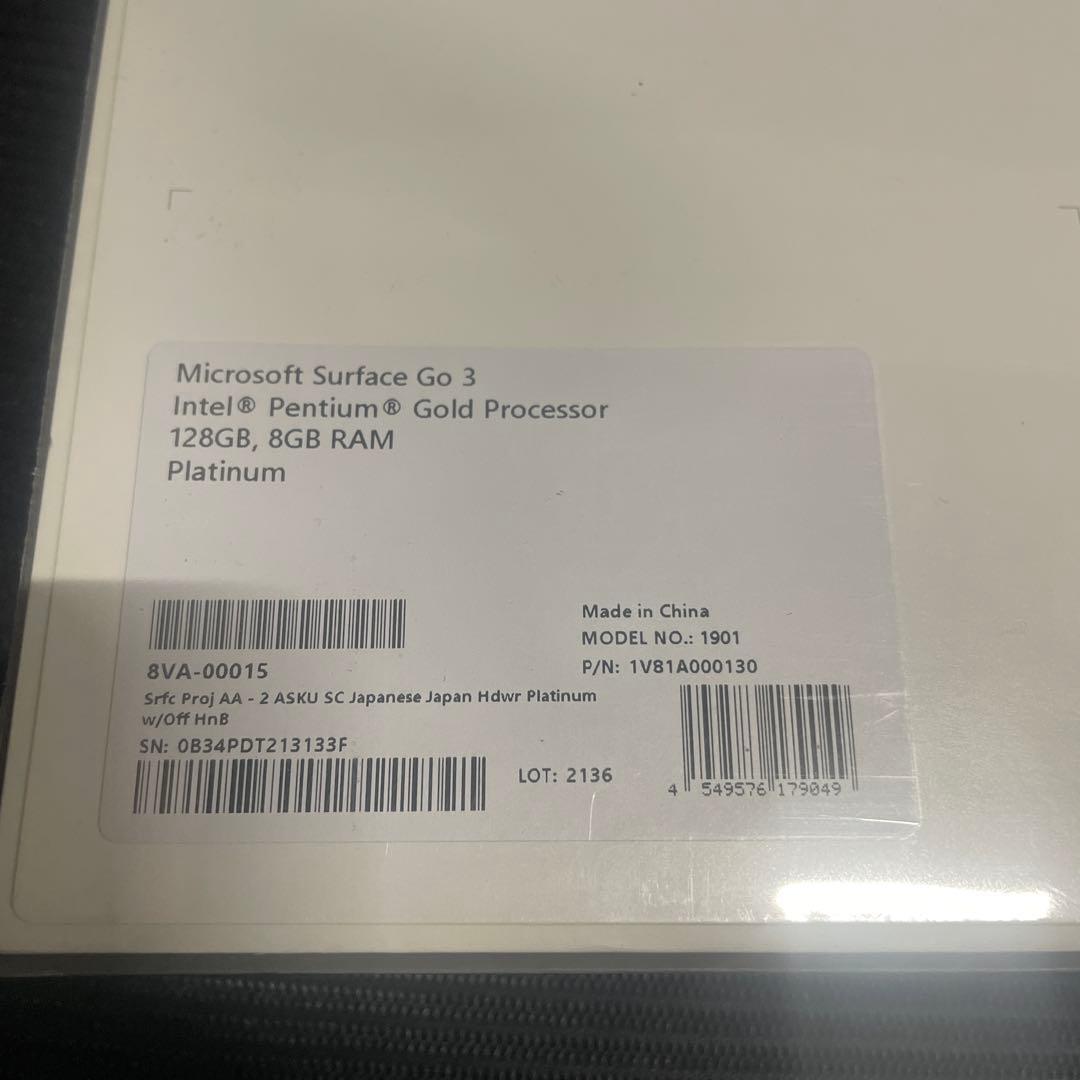 Microsoft Surface Go 3
Intel® Pentium® Gold Processor
128GB, 8GB RAM
Platinum
8VA-00015
Srfc Proj AA - 2 ASKU SC Japanese Japan Hdwr Platinum
w/Off HnB
SN: 0B34PDT213133F
LOT: 2136
Made in China
MODEL NO.: 1901
P/N: 1V81A000130
4 549576 179049